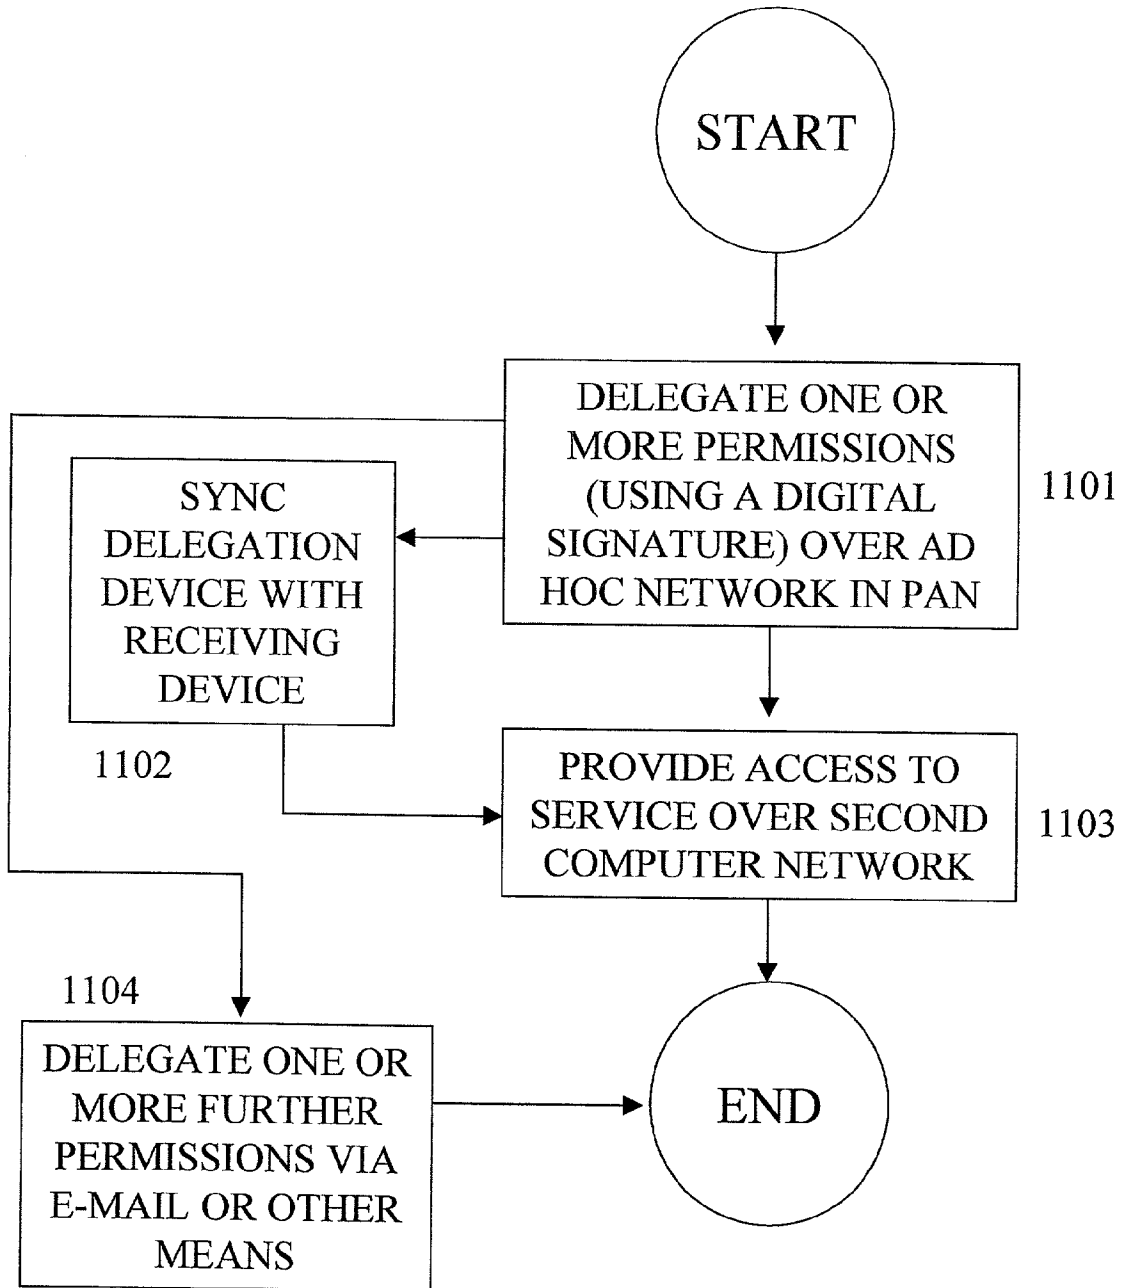 START
DELEGATE ONE OR
MORE PERMISSIONS
(USING A DIGITAL
SIGNATURE) OVER AD
HOC NETWORK IN PAN
1101
SYNC
DELEGATION
DEVICE WITH
RECEIVING
DEVICE
1102
PROVIDE ACCESS TO
SERVICE OVER SECOND
COMPUTER NETWORK
1103
1104
DELEGATE ONE OR
MORE FURTHER
PERMISSIONS VIA
E-MAIL OR OTHER
MEANS
END